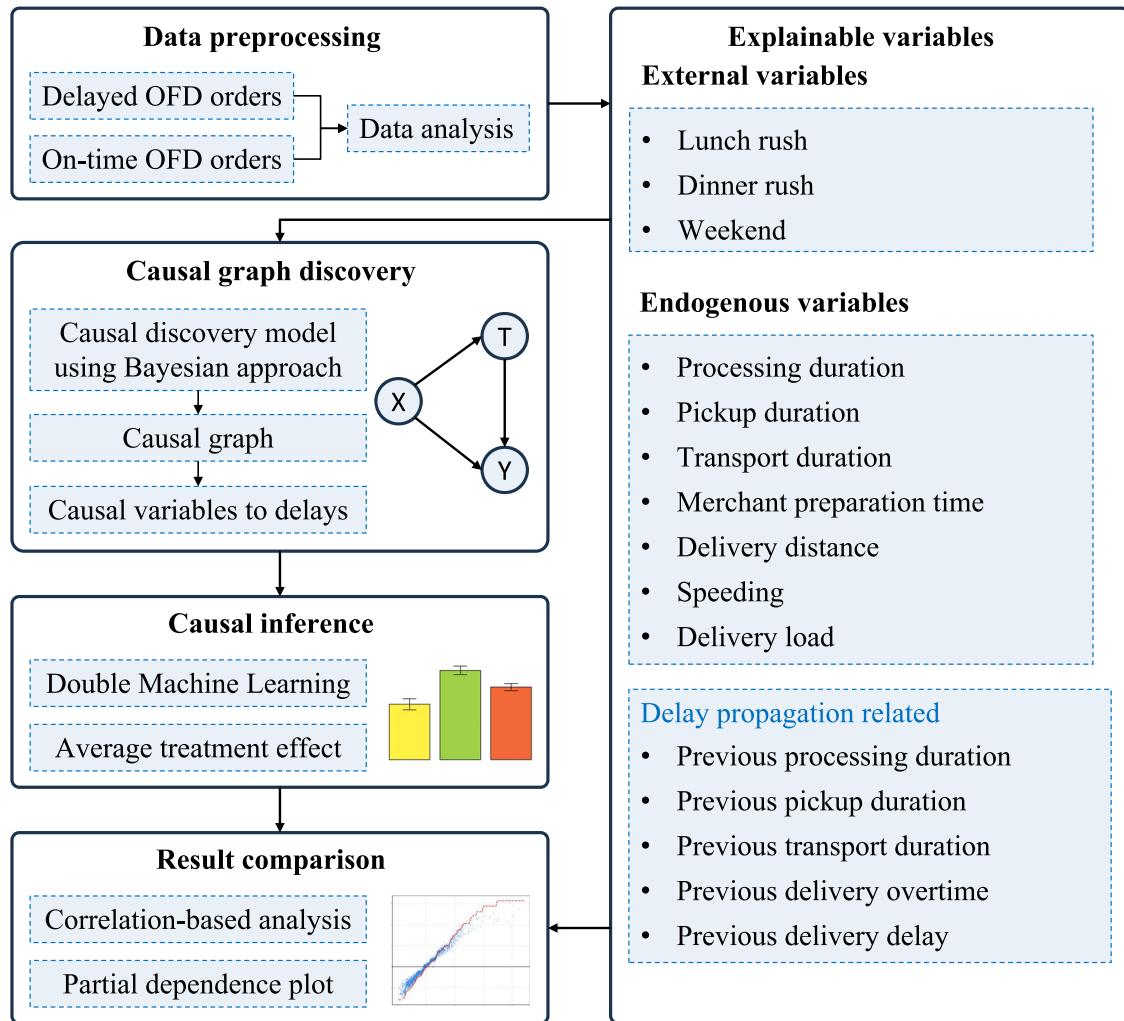 Data preprocessing
Delayed OFD orders
On-time OFD orders
Data analysis
Causal graph discovery
Causal discovery model
using Bayesian approach
Causal graph
Causal variables to delays
X
T
Y
Causal inference
Double Machine Learning
Average treatment effect
Result comparison
Correlation-based analysis
Partial dependence plot
Explainable variables
External variables
• Lunch rush
• Dinner rush
• Weekend
Endogenous variables
• Processing duration
• Pickup duration
• Transport duration
• Merchant preparation time
• Delivery distance
• Speeding
• Delivery load
Delay propagation related
• Previous processing duration
• Previous pickup duration
• Previous transport duration
• Previous delivery overtime
• Previous delivery delay